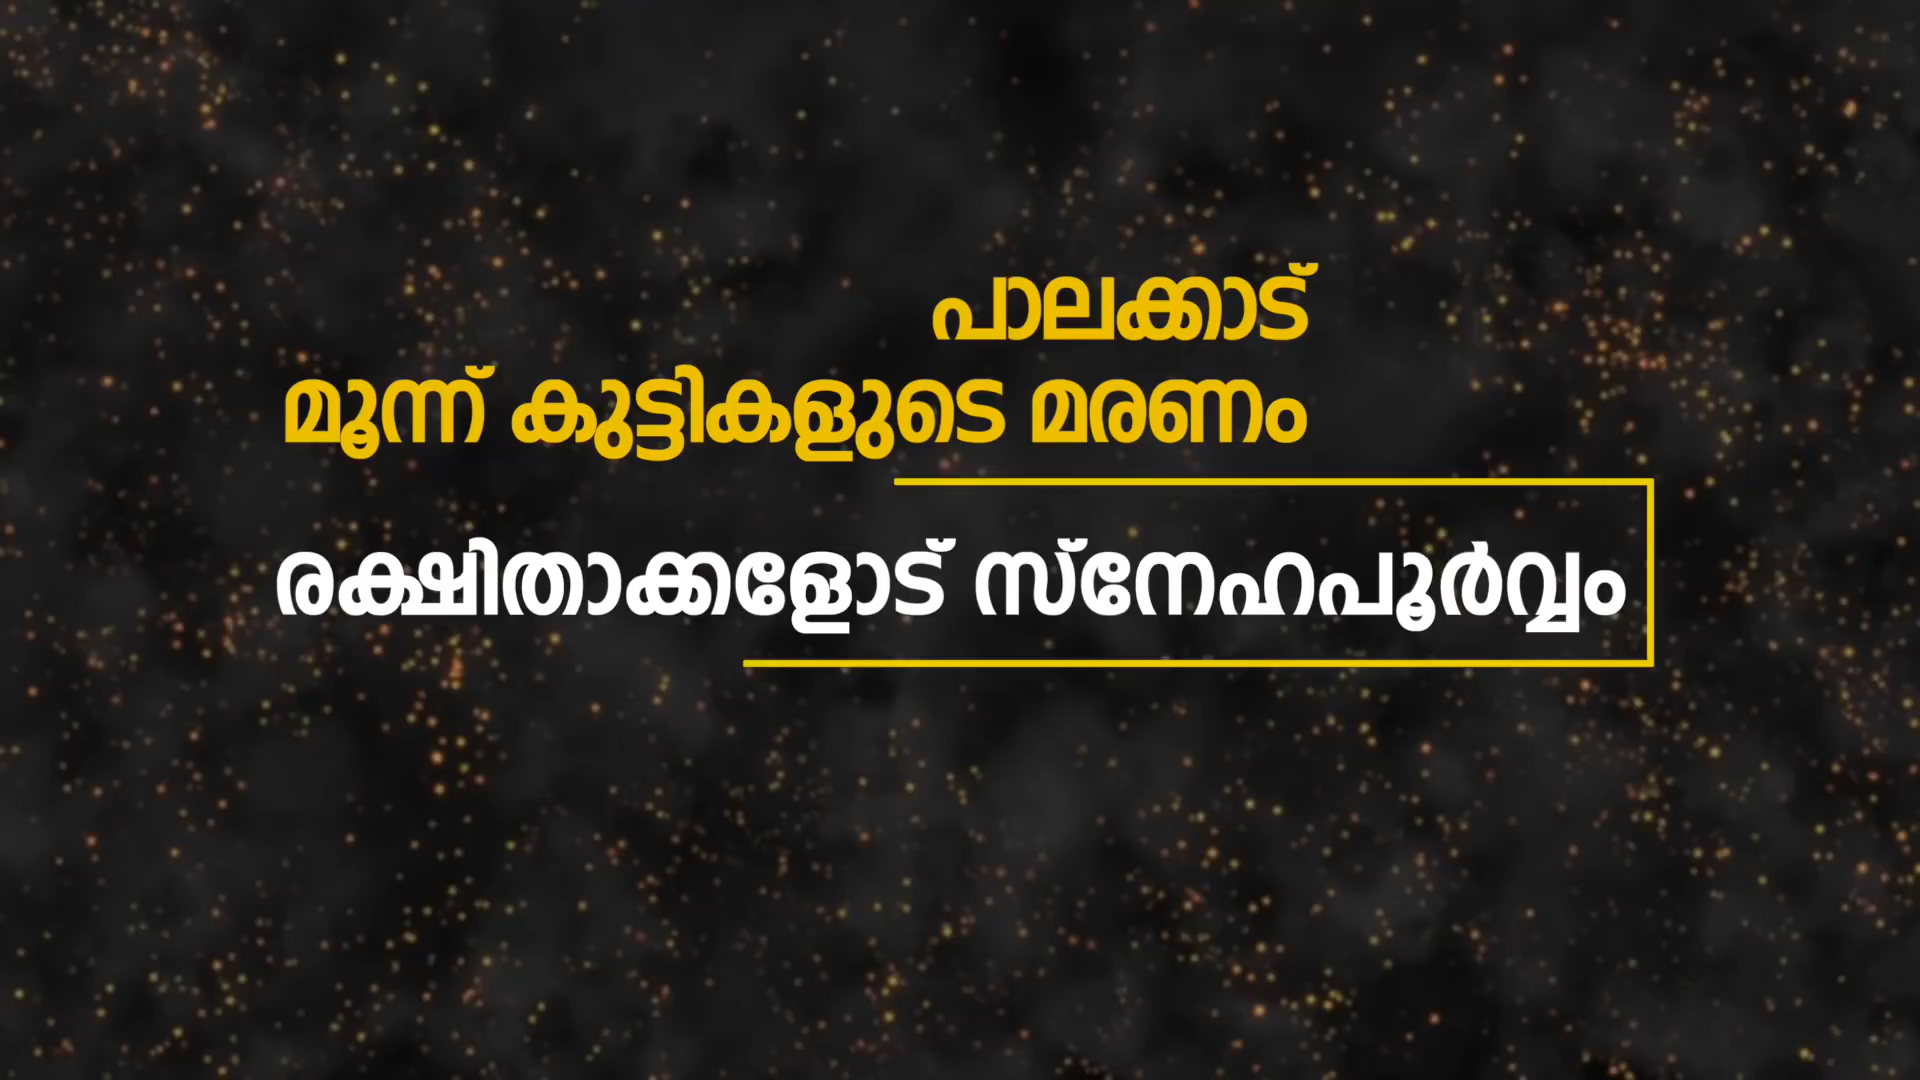 പാലക്കാട്
മൂന്ന് കുട്ടികളുടെ മരണം
രക്ഷിതാക്കളോട് സ്നേഹപൂർവ്വം